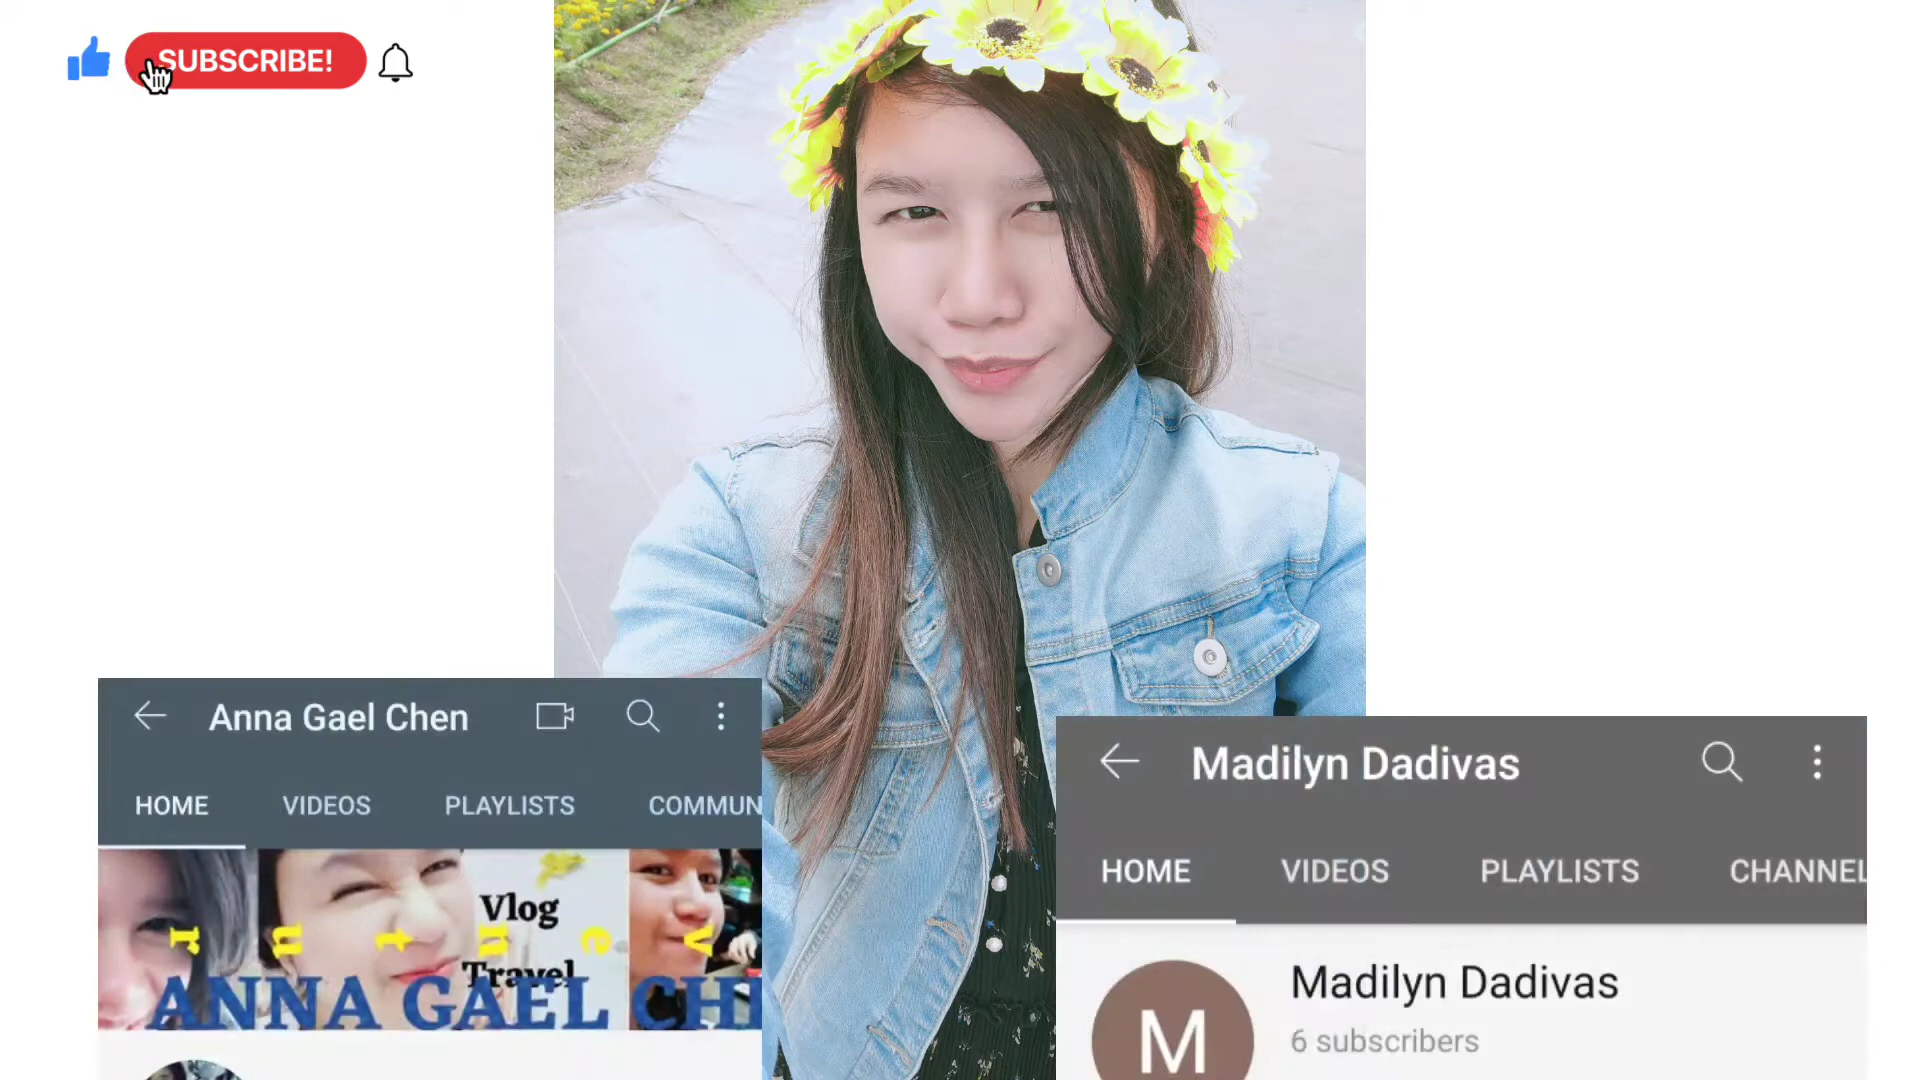 SUBSCRIBE!
Anna Gael Chen
HOME VIDEOS PLAYLISTS COMMUN
Vlog
r u t n e v
Travel
ANNA GAEL CH
Madilyn Dadivas
HOME VIDEOS PLAYLISTS CHANNEL
M
Madilyn Dadivas
6 subscribers